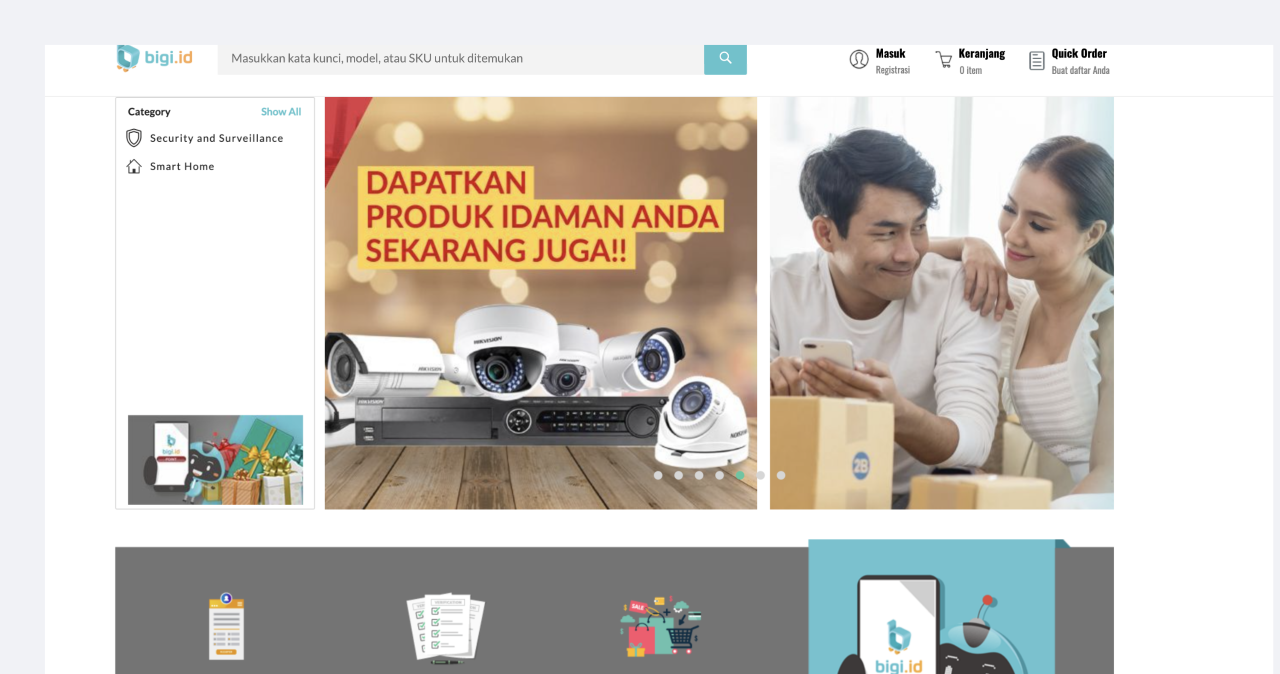 bigi.id
Masukkan kata kunci, model, atau SKU untuk ditemukan
Masuk
Registrasi
Keranjang
0 item
Quick Order
Buat daftar Anda
Category
Show All
Security and Surveillance
Smart Home
DAPATKAN
PRODUK IDAMAN ANDA
SEKARANG JUGA!!
HIKVISION
HIKVISION
HIKVISION
2B
bigi.id
SALE
bigi.id